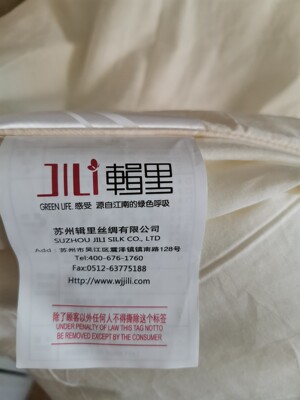 JILI 輯里
GREEN LIFE. 感受 源自江南的绿色呼吸
苏州辑里丝绸有限公司
SUZHOU JILI SILK CO., LTD
Add: 苏州市吴江区震泽镇镇南路128号
Tel:400-676-1760
Fax:0512-63775188
Http://www.wjjili.com
除了顾客以外任何人不得撕除这个标签
UNDER PENALTY OF LAW THIS TAG NOTTO
BE REMOVED EXCEPT BY THE CONSUMER